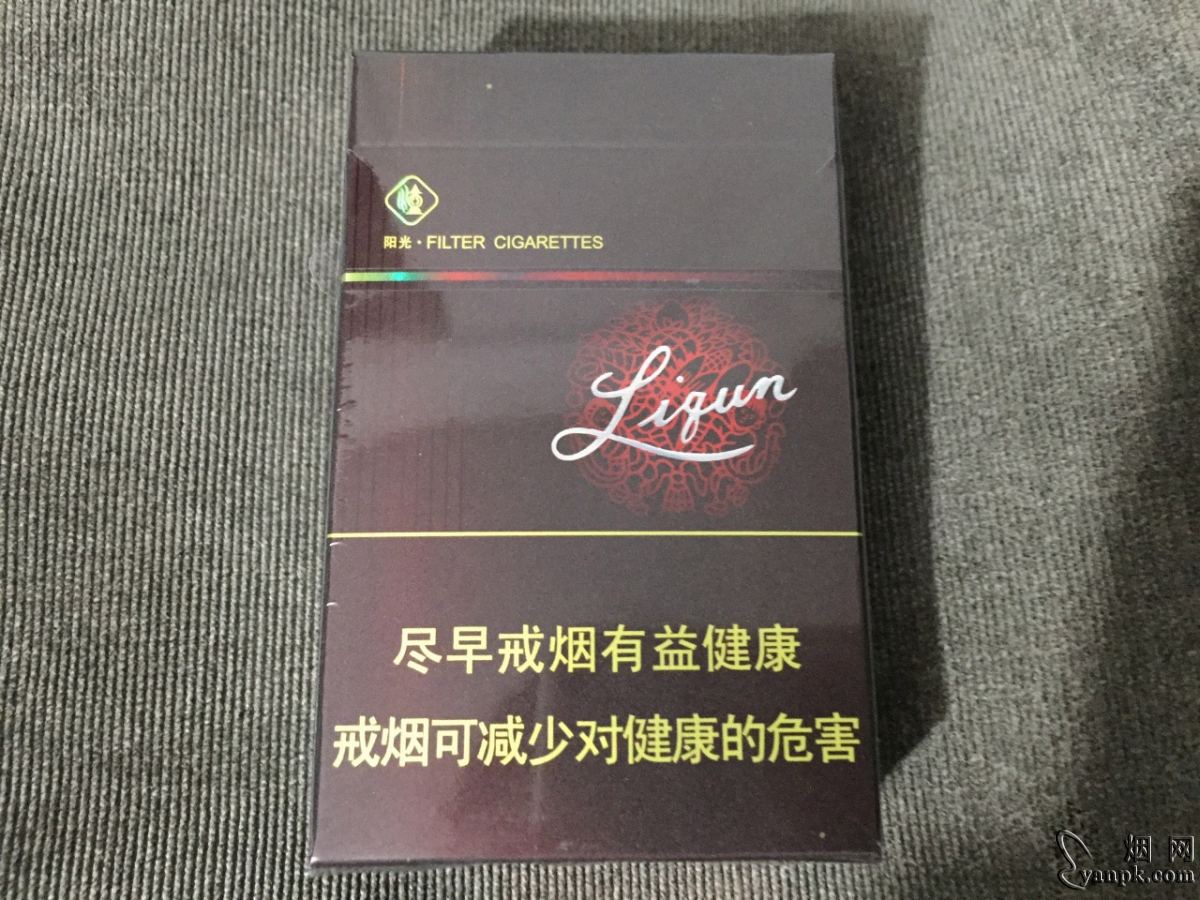 阳光·FILTER CIGARETTES
Liqun
尽早戒烟有益健康
戒烟可减少对健康的危害
烟网
yanpk.com